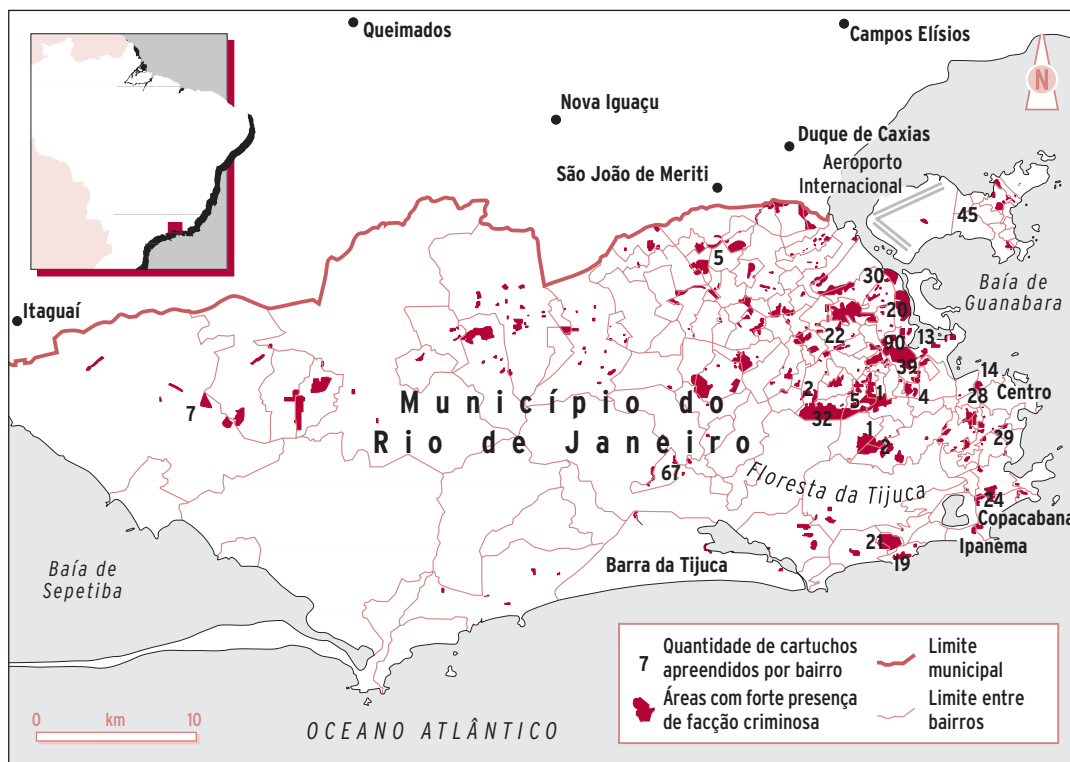 Queimados
Campos Elísios
N
Nova Iguaçu
Duque de Caxias
Aeroporto
Internacional
São João de Meriti
45
5
30
Baía de
Guanabara
Itaguaí
20
22
90
13
39
14
2
5
1
4
28
Centro
7
Município do
32
1
29
Rio de Janeiro
2
67
Floresta da Tijuca
24
Copacabana
21
Ipanema
Barra da Tijuca
19
Baía de
Sepetiba
7
Quantidade de cartuchos
apreendidos por bairro
Áreas com forte presença
de facção criminosa
Limite
municipal
Limite entre
bairros
0
km
10
OCEANO ATLÂNTICO